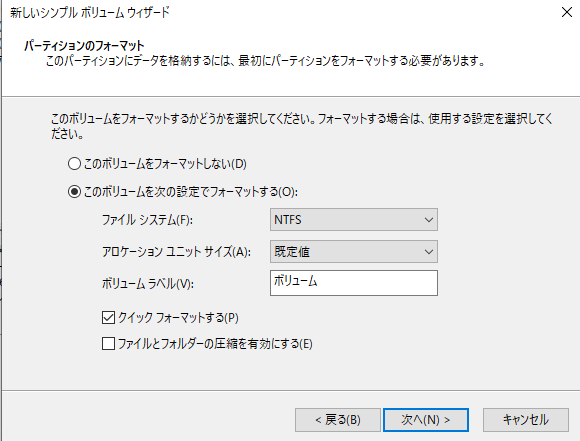 新しいシンプル ボリューム ウィザード
パーティションのフォーマット
このパーティションにデータを格納するには、最初にパーティションをフォーマットする必要があります。
このボリュームをフォーマットするかどうかを選択してください。フォーマットする場合は、使用する設定を選択してく
ださい。
このボリュームをフォーマットしない(D)
このボリュームを次の設定でフォーマットする(O):
ファイル システム(F): NTFS
アロケーション ユニット サイズ(A): 既定値
ボリューム ラベル(V): ボリューム
クイック フォーマットする(P)
ファイルとフォルダーの圧縮を有効にする(E)
< 戻る(B) 次へ(N) > キャンセル